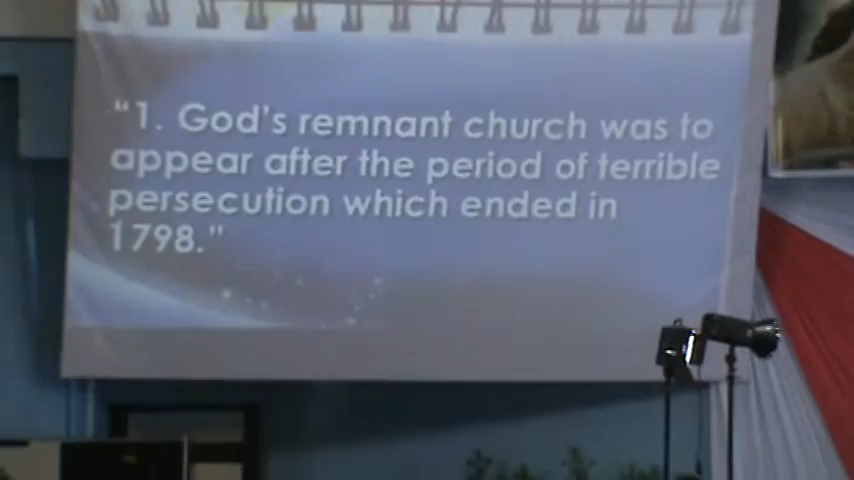 “1. God’s remnant church was to
appear after the period of terrible
persecution which ended in
1798.”